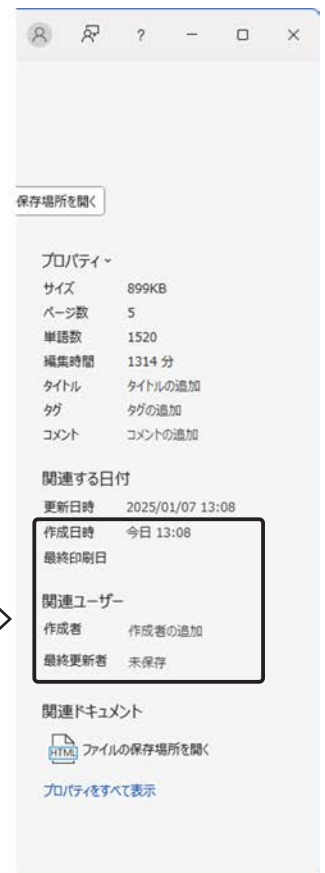 ?
保存場所を開く
プロパティ
サイズ 899KB
ページ数 5
単語数 1520
編集時間 1314 分
タイトル タイトルの追加
タグ タグの追加
コメント コメントの追加
関連する日付
更新日時 2025/01/07 13:08
作成日時 今日 13:08
最終印刷日
関連ユーザー
作成者 作成者の追加
最終更新者 未保存
関連ドキュメント
HTML ファイルの保存場所を開く
プロパティをすべて表示